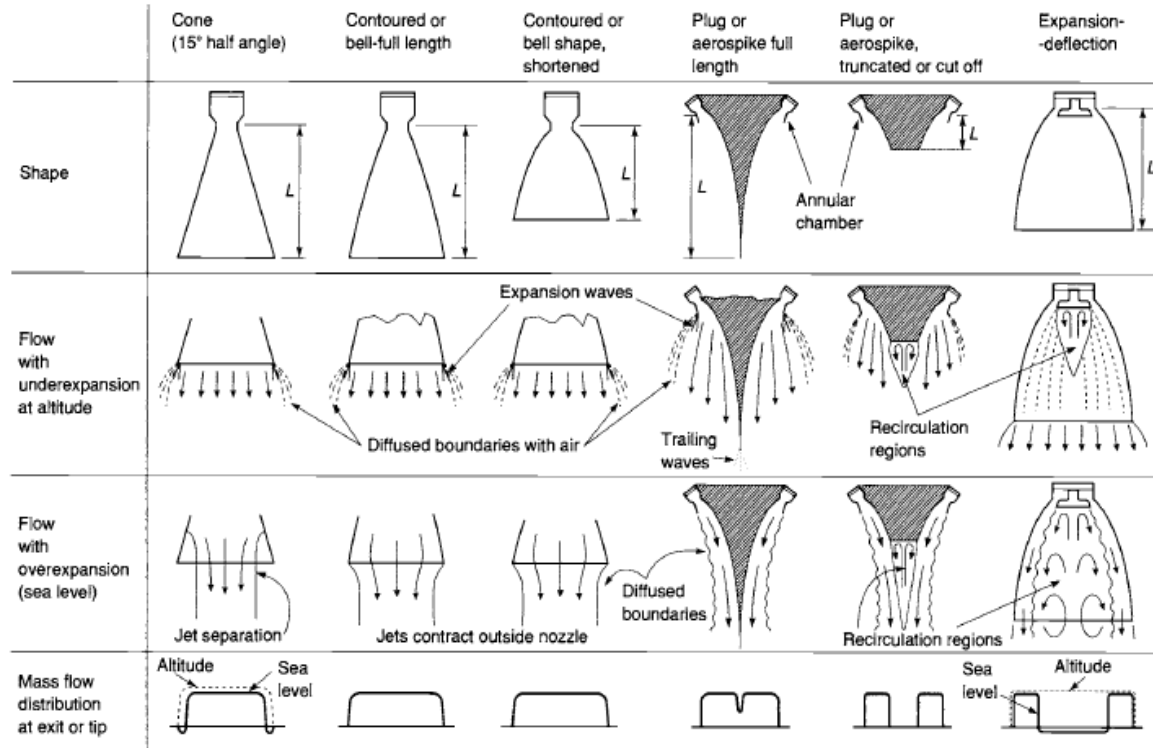 Cone
(15° half angle)
Contoured or
bell-full length
Contoured or
bell shape,
shortened
Plug or
aerospike full
length
Plug or
aerospike,
truncated or cut off
Expansion-
-deflection
Shape
L
L
L
L
L
L
Annular
chamber
Flow
with
underexpansion
at altitude
Expansion waves
Diffused boundaries with air
Trailing
waves
Recirculation
regions
Flow
with
overexpansion
(sea level)
Jet separation
Jets contract outside nozzle
Diffused
boundaries
Recirculation regions
Mass flow
distribution
at exit or tip
Altitude
Sea
level
Sea
level
Altitude